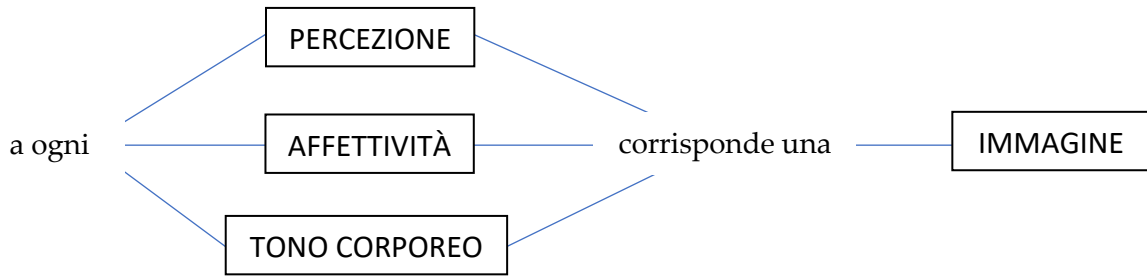 PERCEZIONE
a ogni
AFFETTIVITÀ
corrisponde una
IMMAGINE
TONO CORPOREO